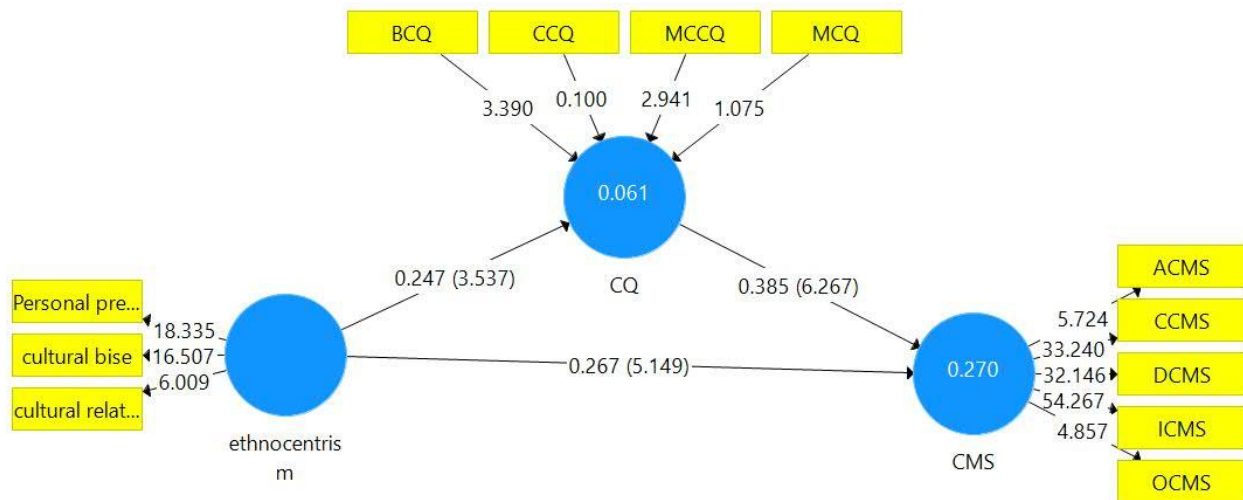 BCQ
CCQ
MCCQ
MCQ
3.390
0.100
2.941
1.075
0.061
CQ
0.247 (3.537)
0.385 (6.267)
Personal pre...
cultural bise
cultural relat...
18.335
16.507
6.009
ethnocentris
m
0.267 (5.149)
0.270
CMS
5.724
33.240
32.146
54.267
4.857
ACMS
CCMS
DCMS
ICMS
OCMS